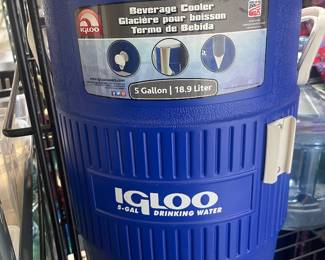 IGLOO
Beverage Cooler
Glacière pour boisson
Termo de Bebida
5 Gallon | 18.9 Liter
IGLOO
5-GAL DRINKING WATER